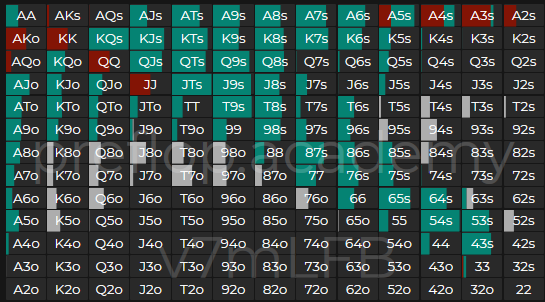 AA AKs AQs AJs ATs A9s A8s A7s A6s A5s A4s A3s A2s
AKo KK KQs KJs KTs K9s K8s K7s K6s K5s K4s K3s K2s
AQo KQo QQ QJs QTs Q9s Q8s Q7s Q6s Q5s Q4s Q3s Q2s
AJo KJo QJo JJ JTs J9s J8s J7s J6s J5s J4s J3s J2s
ATo KTo QTo JTo TT T9s T8s T7s T6s T5s T4s T3s T2s
A9o K9o Q9o J9o T9o 99 98s 97s 96s 95s 94s 93s 92s
A8o K8o Q8o J8o T8o 98o 88 87s 86s 85s 84s 83s 82s
preflop.academy
A7o K7o Q7o J7o T7o 97o 87o 77 76s 75s 74s 73s 72s
A6o K6o Q6o J6o T6o 96o 86o 76o 66 65s 64s 63s 62s
A5o K5o Q5o J5o T5o 95o 85o 75o 65o 55 54s 53s 52s
A4o K4o Q4o J4o T4o 94o 84o 74o 64o 54o 44 43s 42s
v7mLFB
A3o K3o Q3o J3o T3o 93o 83o 73o 63o 53o 43o 33 32s
A2o K2o Q2o J2o T2o 92o 82o 72o 62o 52o 42o 32o 22